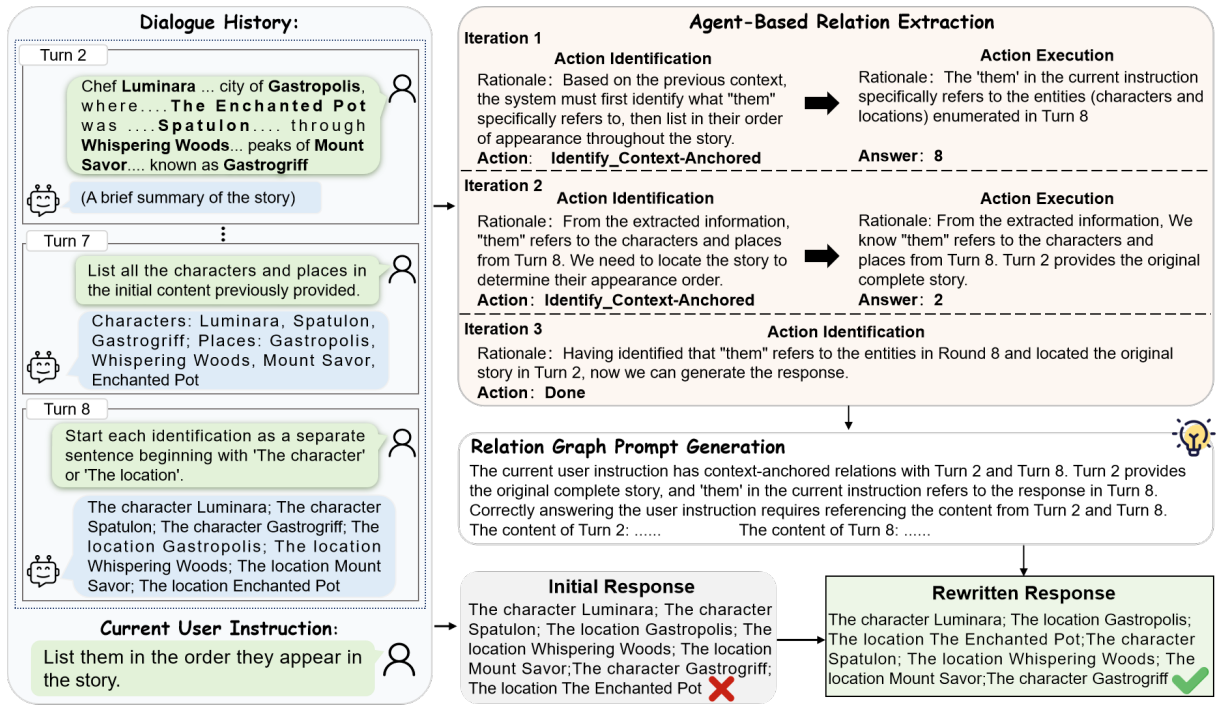 Dialogue History:
Turn 2
Chef Luminara ... city of Gastropolis,
where.... The Enchanted Pot
was .... Spatulon.... through
Whispering Woods... peaks of Mount
Savor.... known as Gastrogriff
(A brief summary of the story)
Turn 7
List all the characters and places in
the initial content previously provided.
Characters: Luminara, Spatulon,
Gastrogriff; Places: Gastropolis,
Whispering Woods, Mount Savor,
Enchanted Pot
Turn 8
Start each identification as a separate
sentence beginning with 'The character'
or 'The location'.
The character Luminara; The character
Spatulon; The character Gastrogriff; The
location Gastropolis; The location
Whispering Woods; The location Mount
Savor; The location Enchanted Pot
Current User Instruction:
List them in the order they appear in
the story.
Agent-Based Relation Extraction
Iteration 1
Action Identification
Rationale: Based on the previous context,
the system must first identify what "them"
specifically refers to, then list in their order
of appearance throughout the story.
Action: Identify_Context-Anchored
Action Execution
Rationale: The 'them' in the current instruction
specifically refers to the entities (characters and
locations) enumerated in Turn 8
Answer: 8
Iteration 2
Action Identification
Rationale: From the extracted information,
"them" refers to the characters and places
from Turn 8. We need to locate the story to
determine their appearance order.
Action: Identify_Context-Anchored
Action Execution
Rationale: From the extracted information, We
know "them" refers to the characters and
places from Turn 8. Turn 2 provides the original
complete story.
Answer: 2
Iteration 3
Action Identification
Rationale: Having identified that "them" refers to the entities in Round 8 and located the original
story in Turn 2, now we can generate the response.
Action: Done
Relation Graph Prompt Generation
The current user instruction has context-anchored relations with Turn 2 and Turn 8. Turn 2 provides
the original complete story, and 'them' in the current instruction refers to the response in Turn 8.
Correctly answering the user instruction requires referencing the content from Turn 2 and Turn 8.
The content of Turn 2: ...... The content of Turn 8: ......
Initial Response
The character Luminara; The character
Spatulon; The location Gastropolis; The
location Whispering Woods; The location
Mount Savor;The character Gastrogriff;
The location The Enchanted Pot
Rewritten Response
The character Luminara; The location Gastropolis;
The location The Enchanted Pot;The character
Spatulon; The location Whispering Woods; The
location Mount Savor;The character Gastrogriff